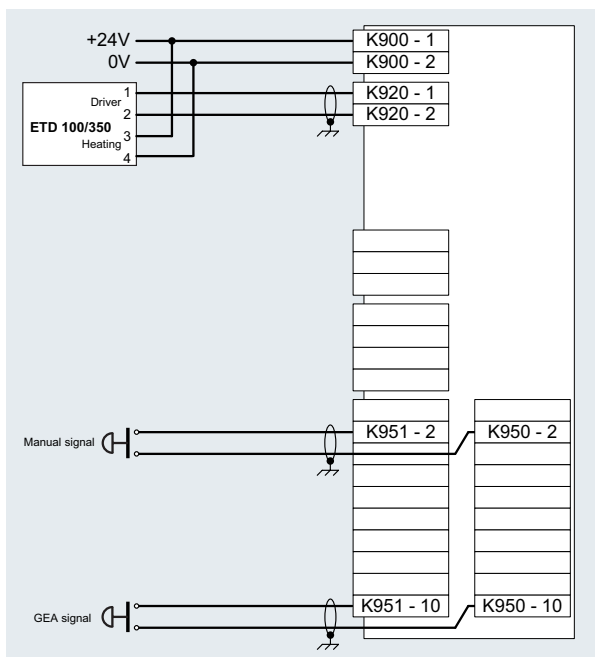 +24V
K900 - 1
0V
K900 - 2
1
K920 - 1
Driver
2
K920 - 2
ETD 100/350
3
Heating
4
Manual signal
K951 - 2
K950 - 2
GEA signal
K951 - 10
K950 - 10